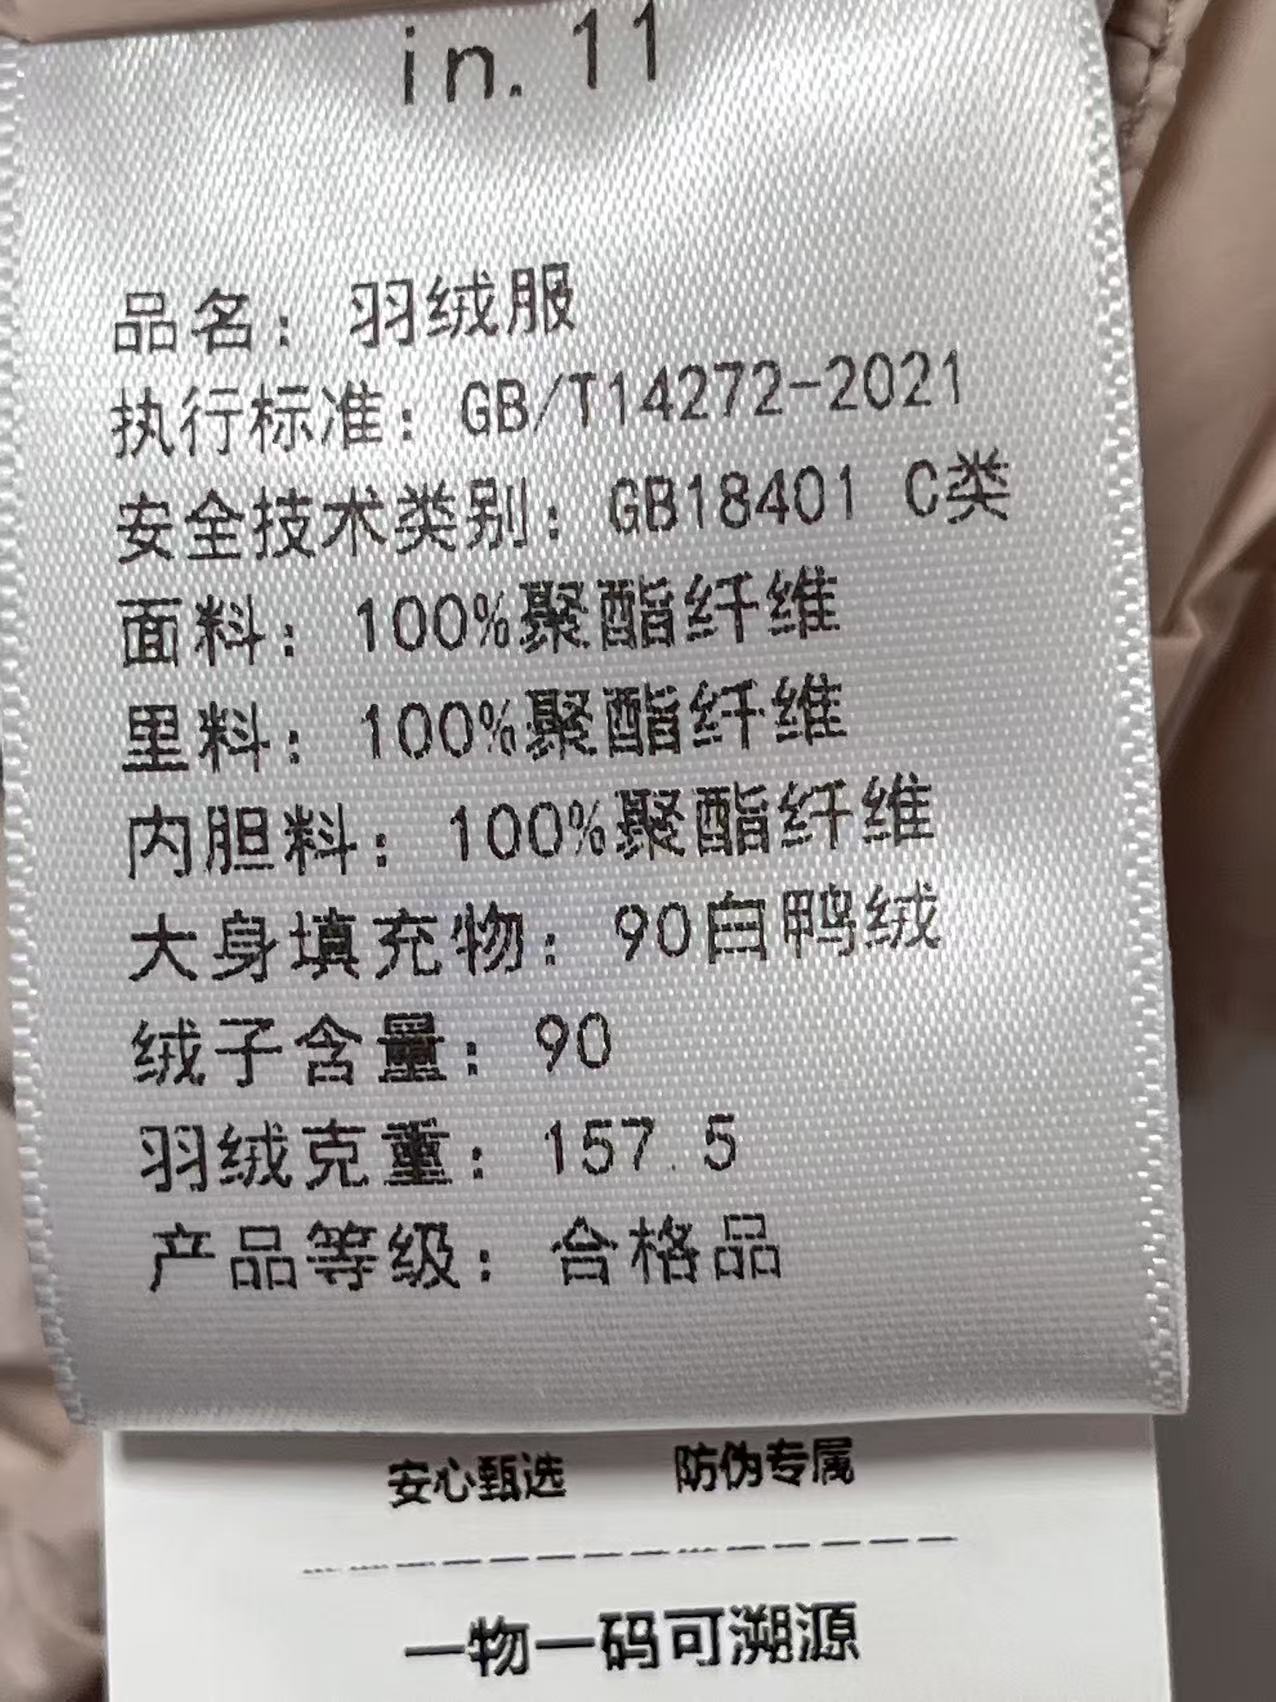 in.11
品名：羽绒服
执行标准：GB/T14272-2021
安全技术类别：GB18401 C类
面料：100%聚酯纤维
里料：100%聚酯纤维
内胆料：100%聚酯纤维
大身填充物：90白鸭绒
绒子含量：90
羽绒克重：157.5
产品等级：合格品
安心甄选 防伪专属
一物一码可溯源